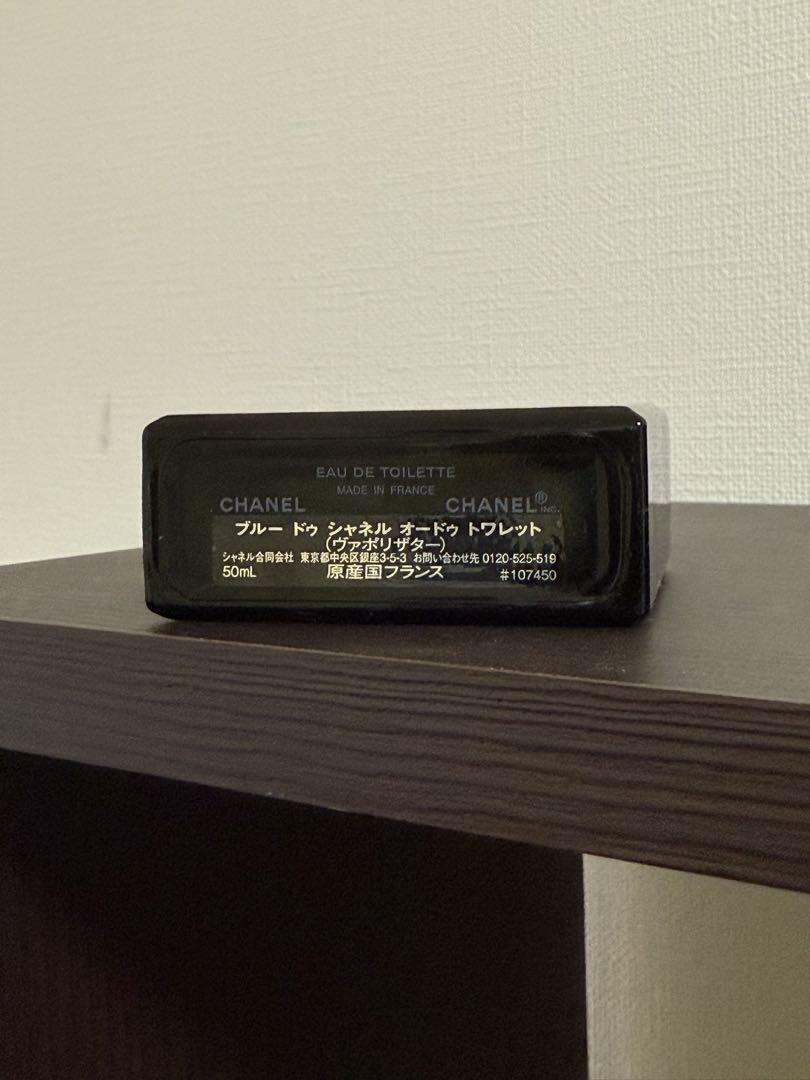 EAU DE TOILETTE
MADE IN FRANCE
CHANEL CHANEL® INC.
ブルー ドゥ シャネル オードゥ トワレット
(ヴァポリザター)
シャネル合同会社 東京都中央区銀座3-5-3 お問い合わせ先 0120-525-519
50mL 原産国フランス #107450